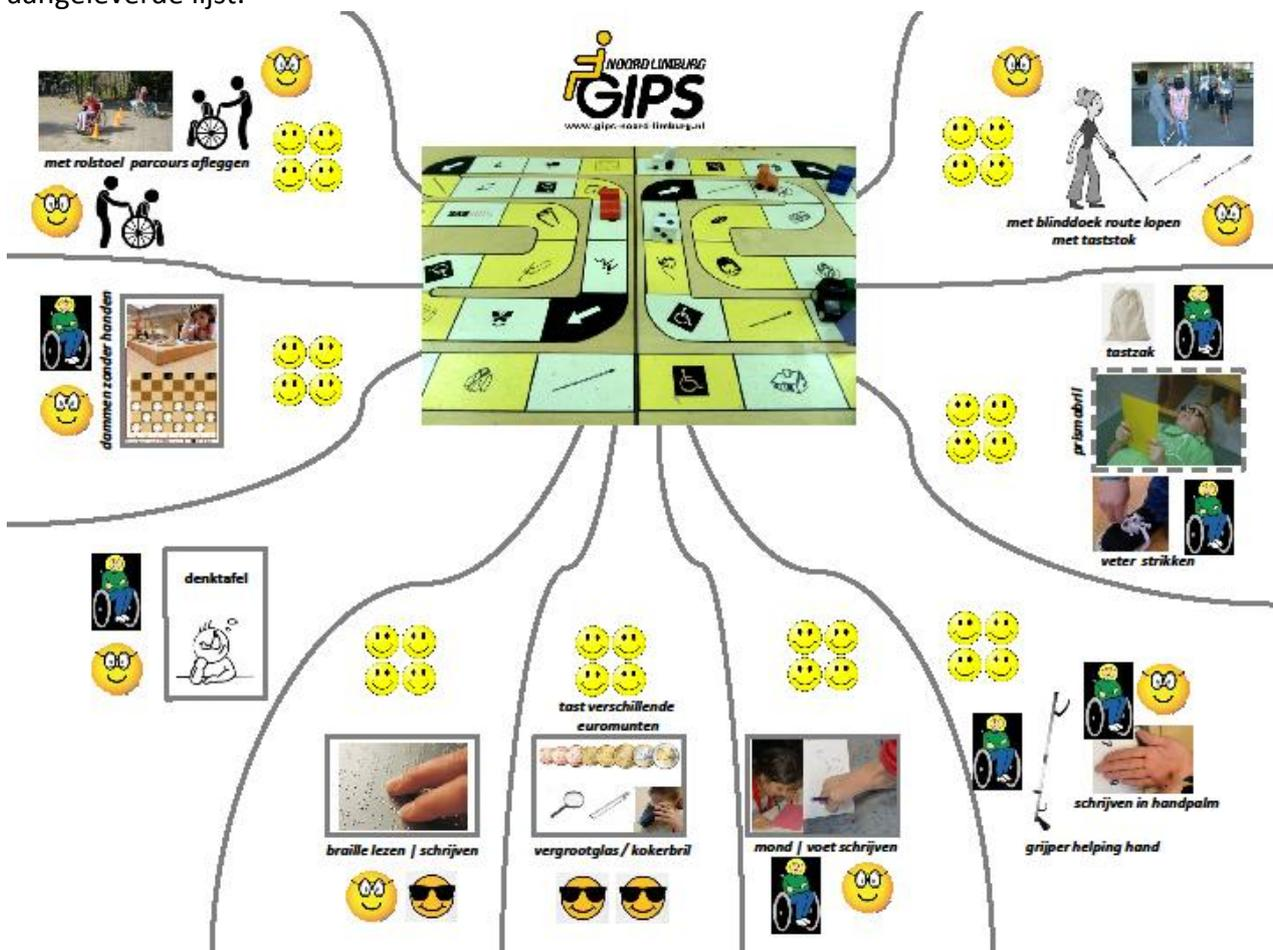 aangeleverde lijst.
NOORD LIMBURG
GIPS
www.gips-noord-limburg.nl
met rolstoel parcours afleggen
met blinddoek route lopen
met taststok
dammen zonder handen
tastzak
prismabril
veter strikken
denktafel
tast verschillende
euromunten
braille lezen | schrijven
vergrootglas / kokerbril
mond | voet schrijven
schrijven in handpalm
grijper helping hand